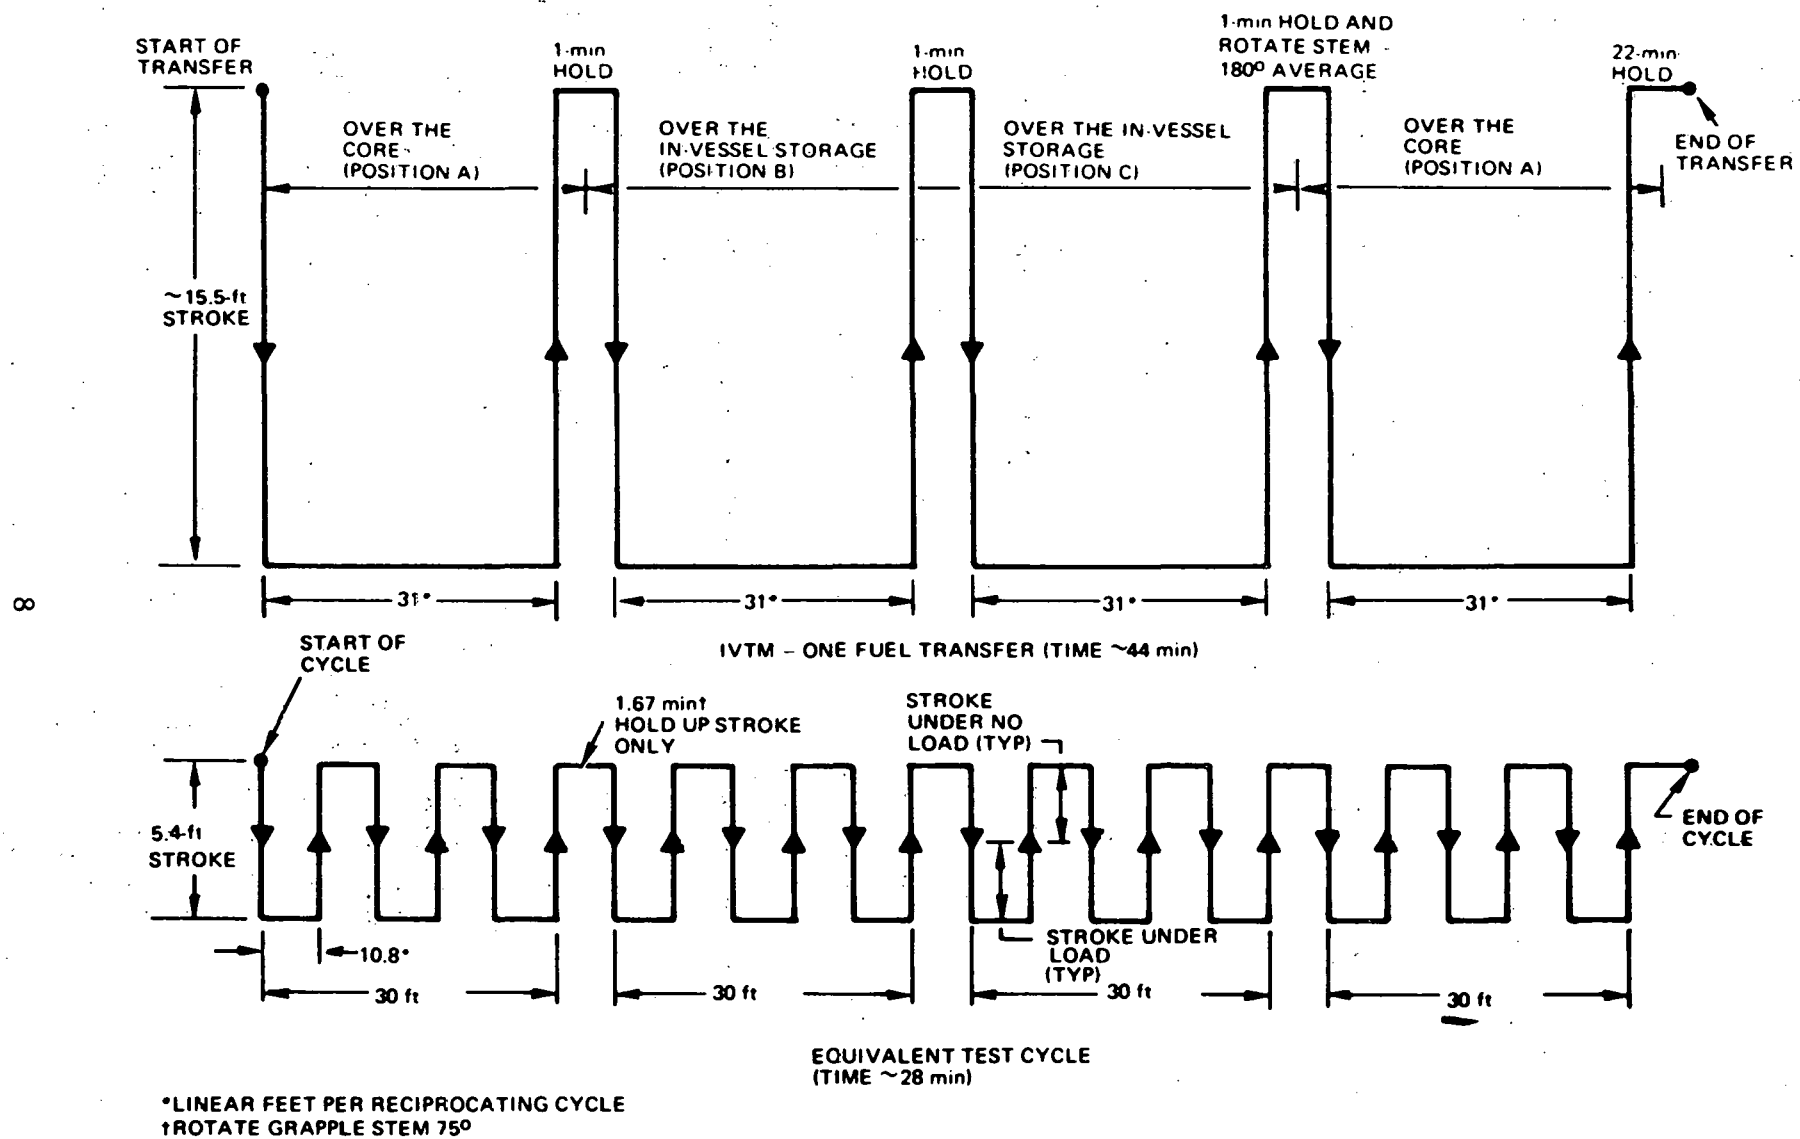 START OF
TRANSFER
1-min
HOLD
1-min
HOLD
1-min HOLD AND
ROTATE STEM
180º AVERAGE
22-min
HOLD
OVER THE
CORE
(POSITION A)
OVER THE
IN-VESSEL STORAGE
(POSITION B)
OVER THE IN-VESSEL
STORAGE
(POSITION C)
OVER THE
CORE
(POSITION A)
END OF
TRANSFER
~15.5-ft
STROKE
8
31*
31*
31*
31*
IVTM – ONE FUEL TRANSFER (TIME ~44 min)
START OF
CYCLE
1.67 min†
HOLD UP STROKE
ONLY
STROKE
UNDER NO
LOAD (TYP)
5.4-ft
STROKE
END OF
CYCLE
10.8*
STROKE UNDER
LOAD
(TYP)
30 ft
30 ft
30 ft
30 ft
EQUIVALENT TEST CYCLE
(TIME ~28 min)
*LINEAR FEET PER RECIPROCATING CYCLE
†ROTATE GRAPPLE STEM 75º